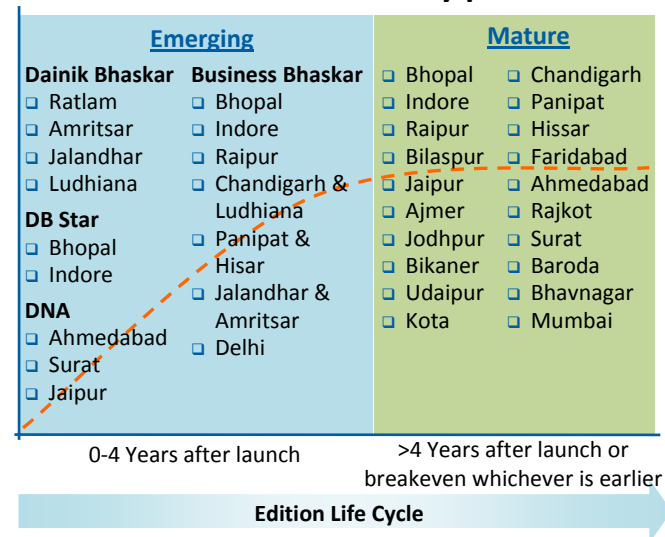 Emerging
Dainik Bhaskar
Ratlam
Amritsar
Jalandhar
Ludhiana
DB Star
Bhopal
Indore
DNA
Ahmedabad
Surat
Jaipur
Business Bhaskar
Bhopal
Indore
Raipur
Chandigarh &
Ludhiana
Panipat &
Hisar
Jalandhar &
Amritsar
Delhi
Mature
Bhopal
Indore
Raipur
Bilaspur
Jaipur
Ajmer
Jodhpur
Bikaner
Udaipur
Kota
Chandigarh
Panipat
Hissar
Faridabad
Ahmedabad
Rajkot
Surat
Baroda
Bhavnagar
Mumbai
0-4 Years after launch
>4 Years after launch or
breakeven whichever is earlier
Edition Life Cycle